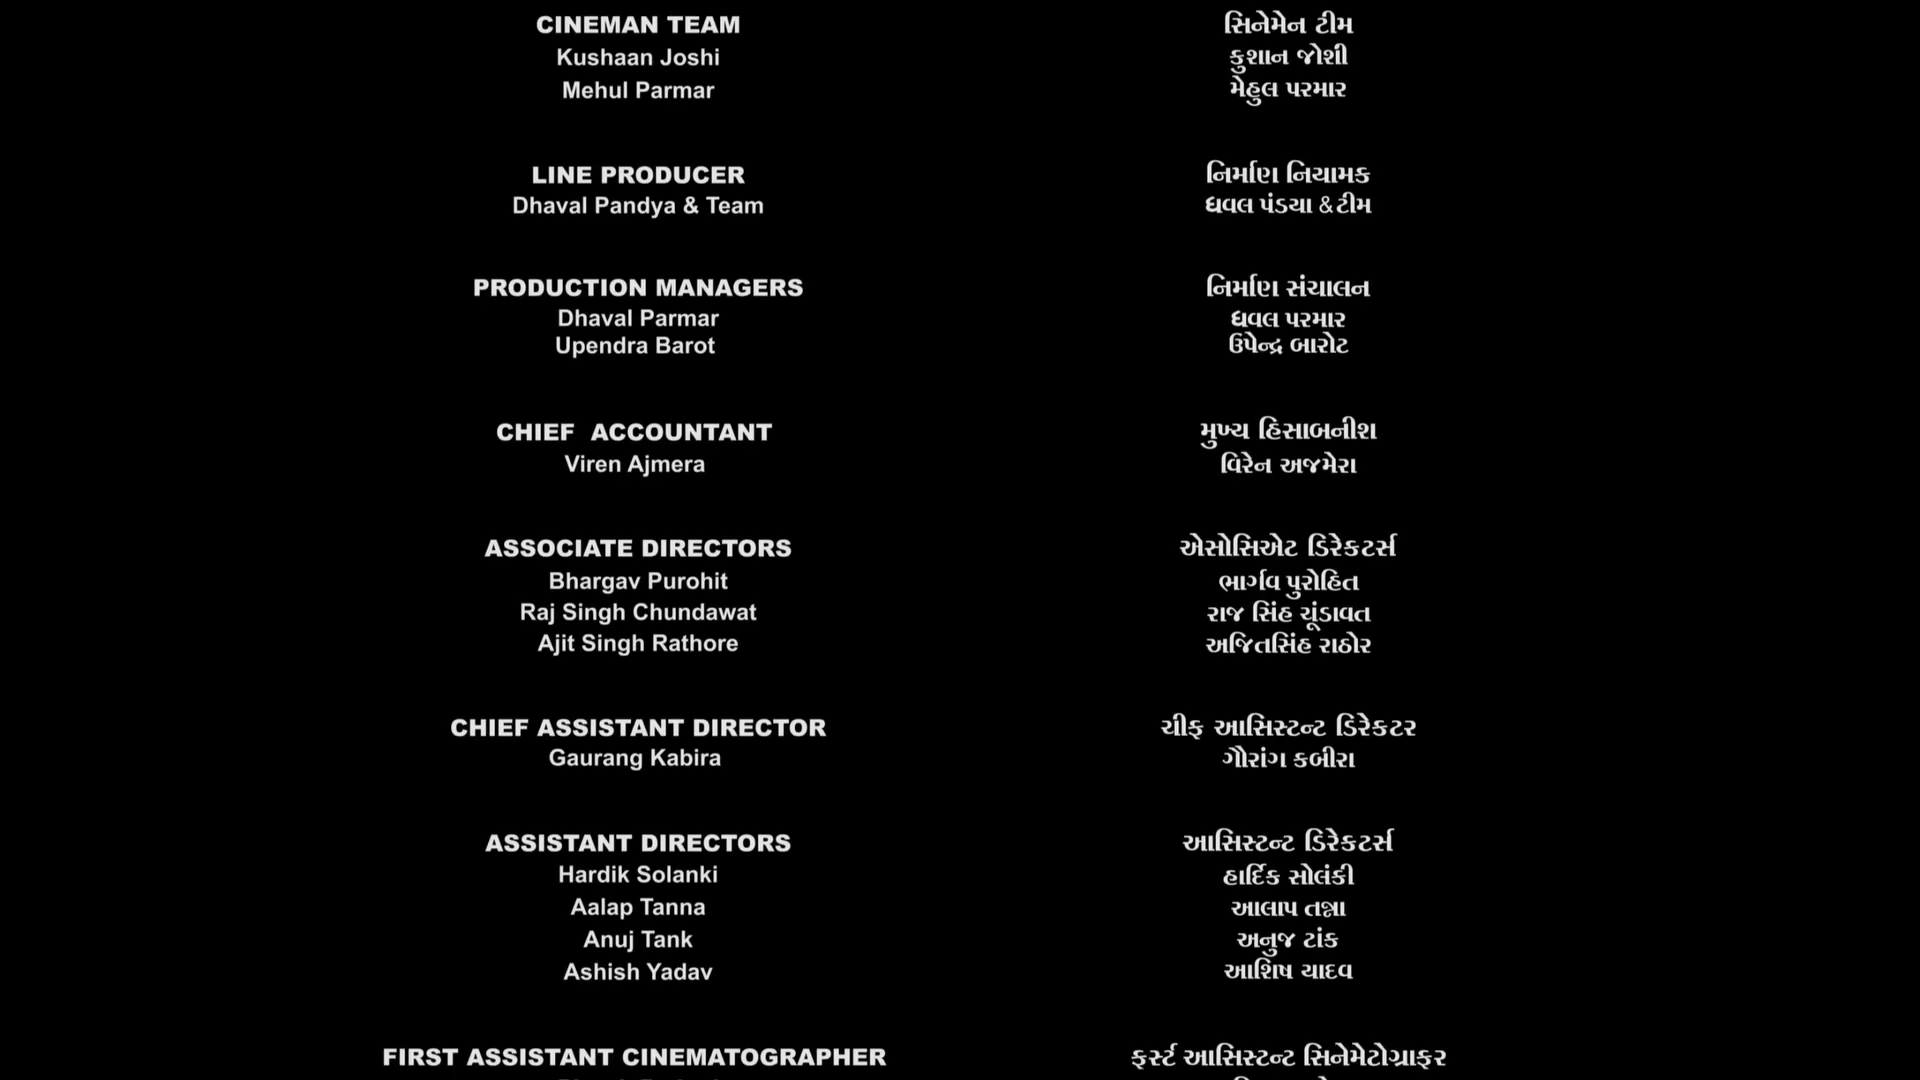 CINEMAN TEAM
Kushaan Joshi
Mehul Parmar
LINE PRODUCER
Dhaval Pandya & Team
PRODUCTION MANAGERS
Dhaval Parmar
Upendra Barot
CHIEF ACCOUNTANT
Viren Ajmera
ASSOCIATE DIRECTORS
Bhargav Purohit
Raj Singh Chundawat
Ajit Singh Rathore
CHIEF ASSISTANT DIRECTOR
Gaurang Kabira
ASSISTANT DIRECTORS
Hardik Solanki
Aalap Tanna
Anuj Tank
Ashish Yadav
FIRST ASSISTANT CINEMATOGRAPHER
સિનેમેન ટીમ
કુશાન જોશી
મેહુલ પરમાર
નિર્માણ નિયામક
ધવલ પંડયા &ટીમ
નિર્માણ સંચાલન
ધવલ પરમાર
ઉપેન્દ્ર બારોટ
મુખ્ય હિસાબનીશ
વિરેન અજમેરા
એસોસિએટ ડિરેકટર્સ
ભાર્ગવ પુરોહિત
રાજ સિંહ ચૂંડાવત
અજિતસિંહ રાઠોર
ચીફ આસિસ્ટન્ટ ડિરેકટર
ગૌરાંગ કબીરા
આસિસ્ટન્ટ ડિરેકટર્સ
હાર્દિક સોલંકી
આલાપ તન્ના
અનુજ ટાંક
આશિષ યાદવ
ફર્સ્ટ આસિસ્ટન્ટ સિનેમેટોગ્રાફર